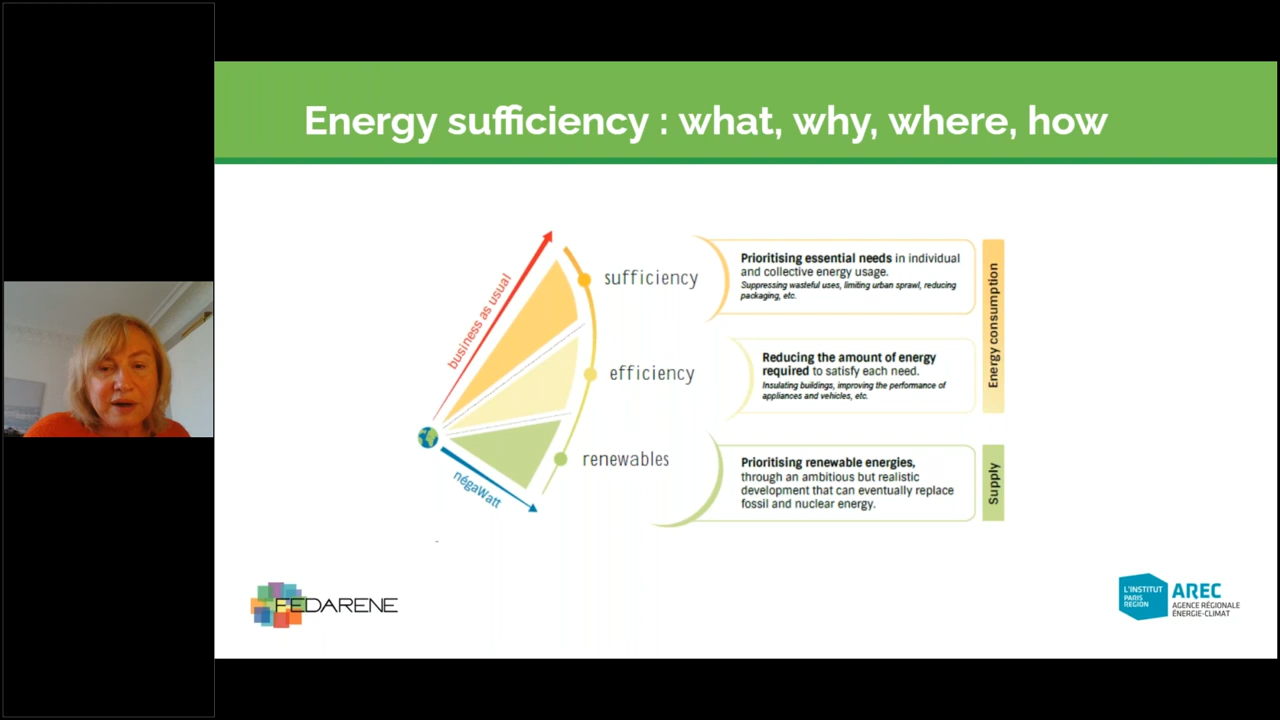 Energy sufficiency : what, why, where, how
business as usual
sufficiency
Prioritising essential needs in individual
and collective energy usage.
Suppressing wasteful uses, limiting urban sprawl, reducing
packaging, etc.
efficiency
Reducing the amount of energy
required to satisfy each need.
Insulating buildings, improving the performance of
appliances and vehicles, etc.
Energy consumption
renewables
Prioritising renewable energies,
through an ambitious but realistic
development that can eventually replace
fossil and nuclear energy.
Supply
négaWatt
FEDARENE
L'INSTITUT
PARIS
REGION
AREC
AGENCE RÉGIONALE
ÉNERGIE-CLIMAT